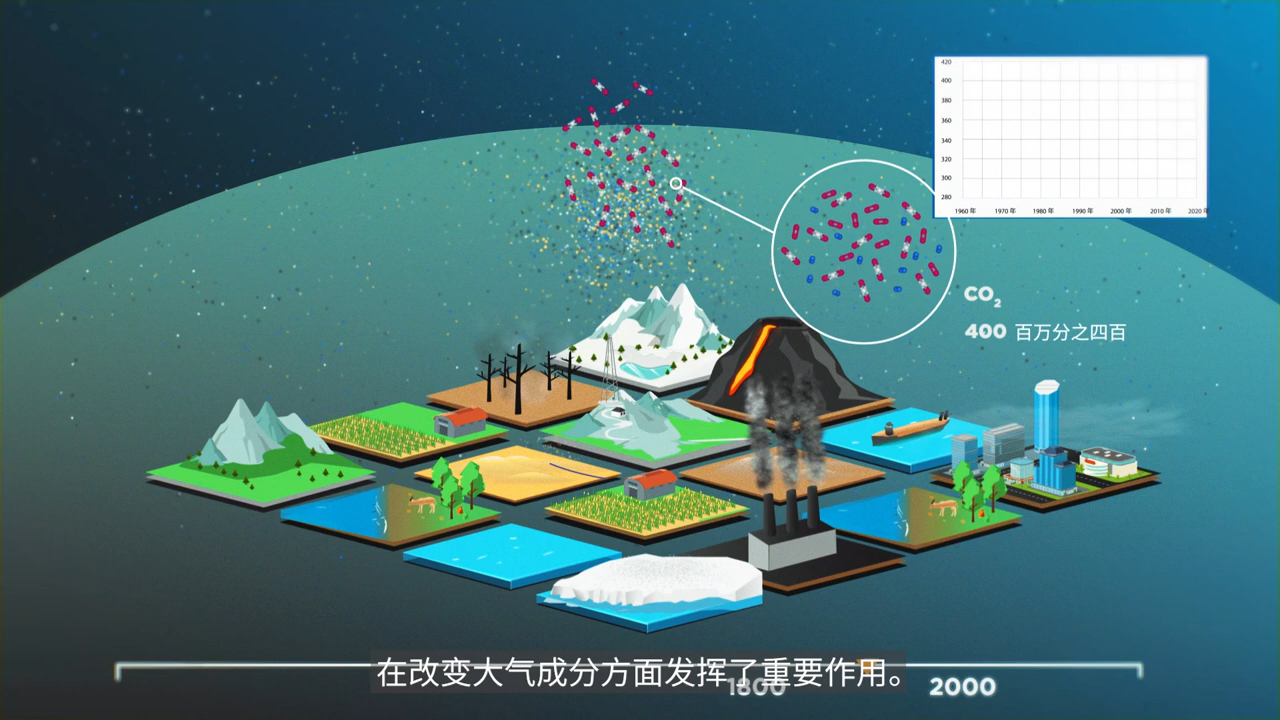 420
400
380
360
340
320
300
280
1960 年 1970 年 1980 年 1990 年 2000 年 2010 年 2020 年
CO₂
400 百万分之四百
在改变大气成分方面发挥了重要作用。
1800 2000